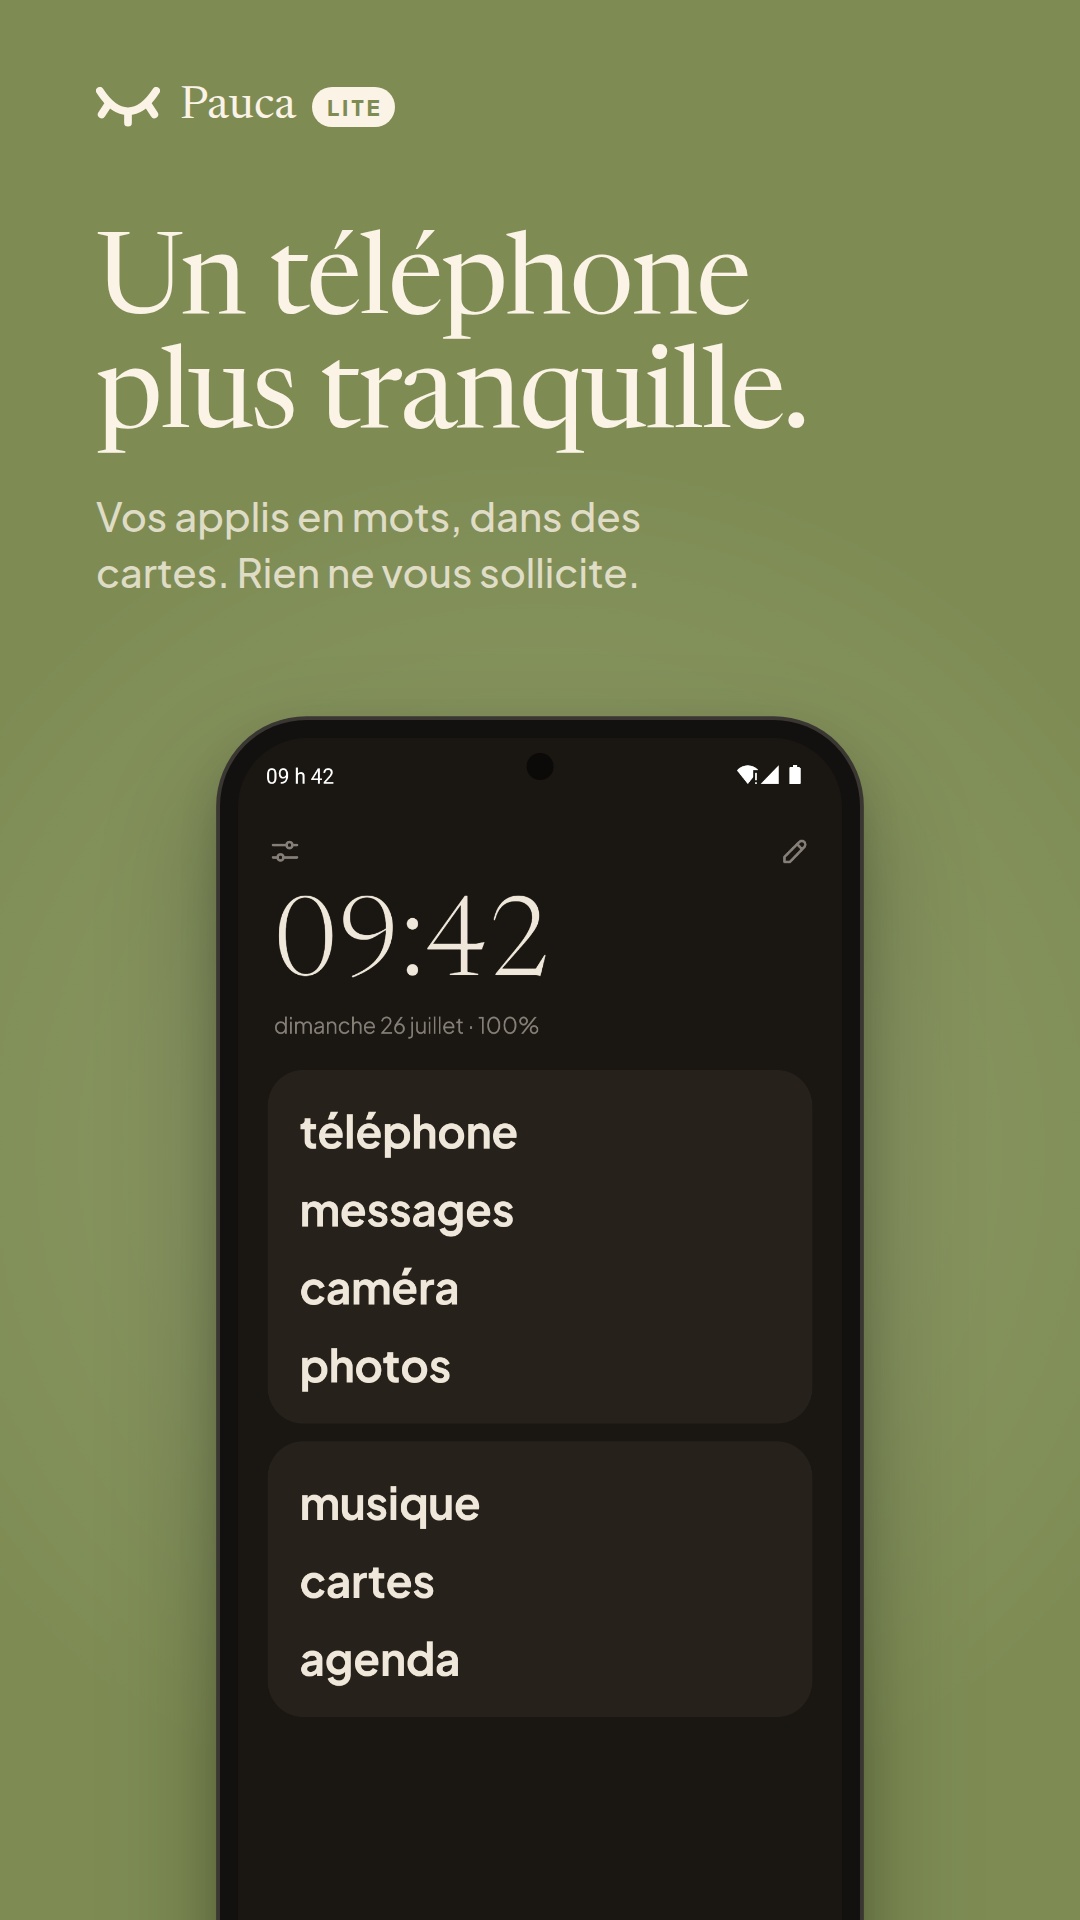 Pauca LITE
Un téléphone
plus tranquille.
Vos applis en mots, dans des
cartes. Rien ne vous sollicite.
09 h 42
09:42
dimanche 26 juillet · 100%
téléphone
messages
caméra
photos
musique
cartes
agenda